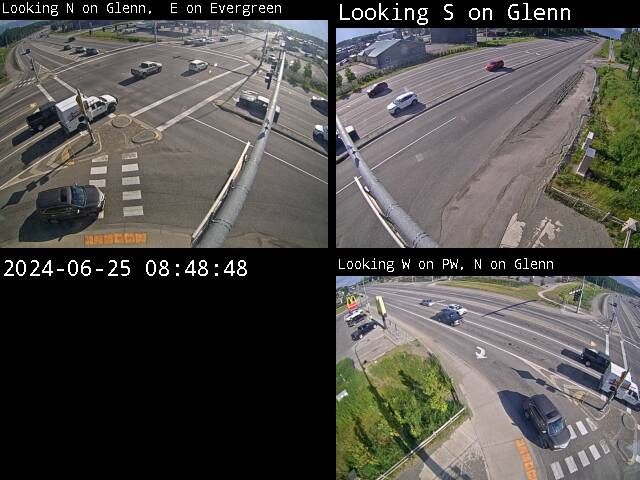 Looking N on Glenn, E on Evergreen
Looking S on Glenn
2024-06-25 08:48:48
Looking W on PW, N on Glenn